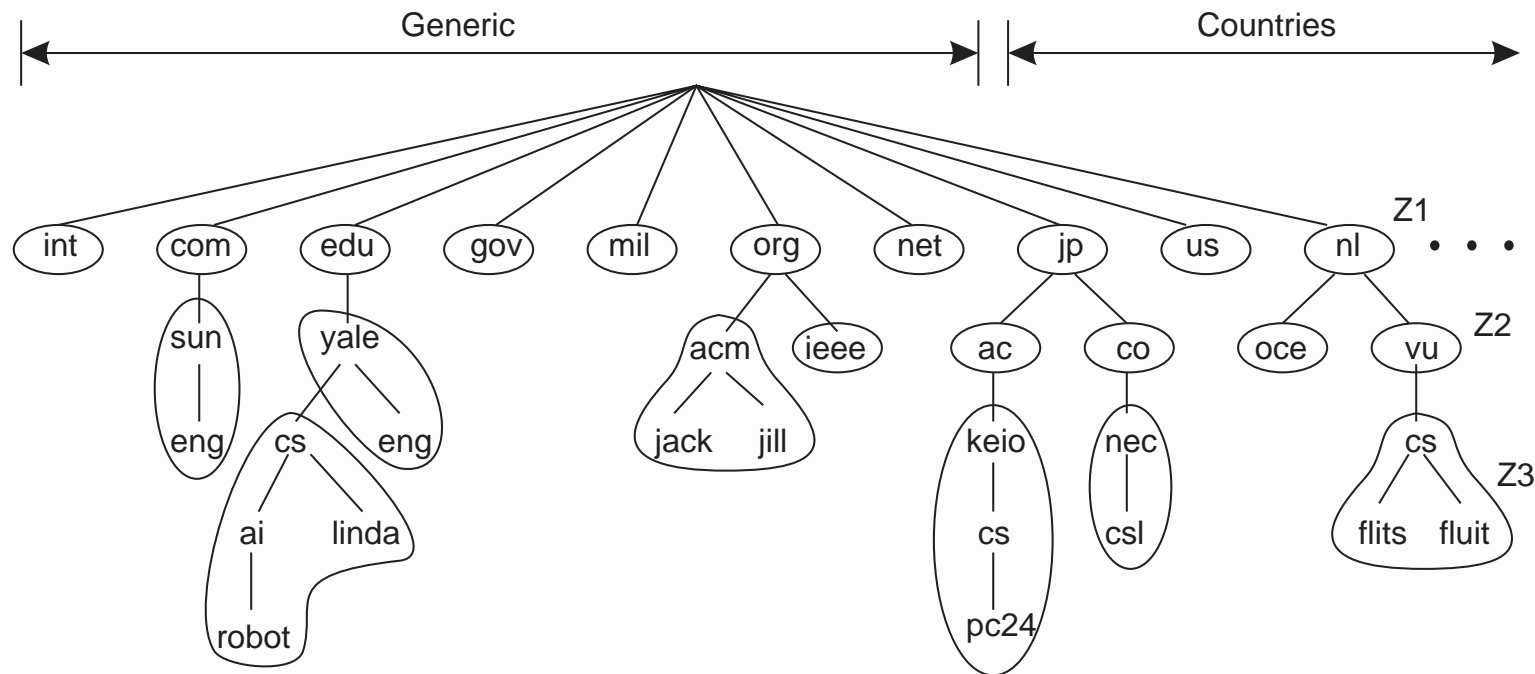 Generic Countries
Z1
int com edu gov mil org net jp us nl • • •
Z2
sun yale acm ieee ac co oce vu
eng cs eng jack jill keio nec cs
Z3
ai linda cs csl flits fluit
robot pc24